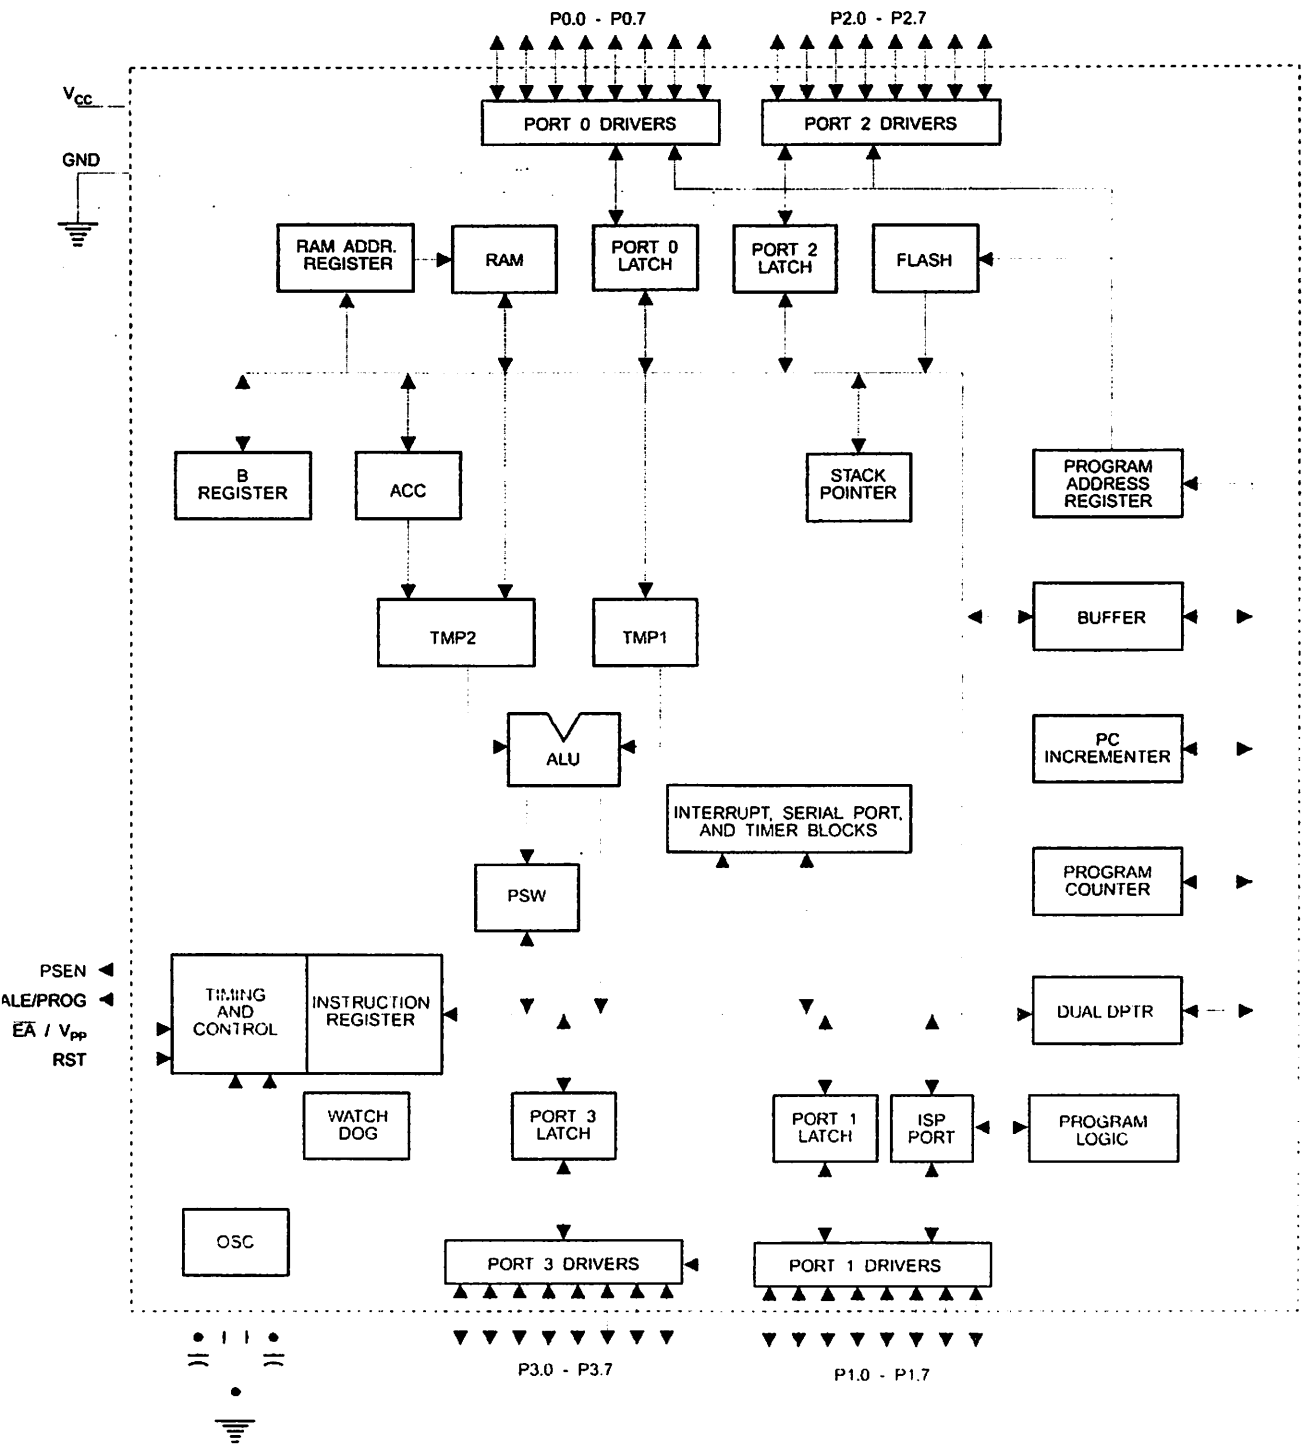 P0.0 - P0.7
P2.0 - P2.7
VCC
PORT 0 DRIVERS
PORT 2 DRIVERS
GND
RAM ADDR.
REGISTER
RAM
PORT 0
LATCH
PORT 2
LATCH
FLASH
B
REGISTER
ACC
STACK
POINTER
PROGRAM
ADDRESS
REGISTER
BUFFER
TMP2
TMP1
ALU
PC
INCREMENTER
INTERRUPT, SERIAL PORT,
AND TIMER BLOCKS
PSW
PROGRAM
COUNTER
PSEN
ALE/PROG
EA / VPP
RST
TIMING
AND
CONTROL
INSTRUCTION
REGISTER
DUAL DPTR
WATCH
DOG
PORT 3
LATCH
PORT 1
LATCH
ISP
PORT
PROGRAM
LOGIC
OSC
PORT 3 DRIVERS
PORT 1 DRIVERS
P3.0 - P3.7
P1.0 - P1.7